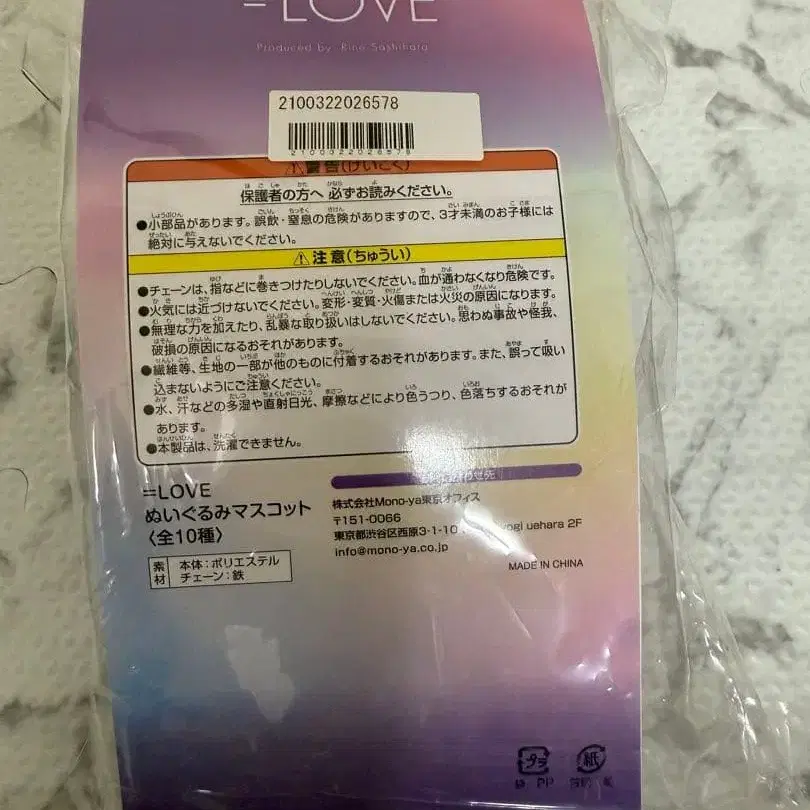 =LOVE
Produced by Rino Sashihara
2100322026578
2100322026578
⚠警告(けいこく)
保護者の方へ 必ずお読みください。
●小部品があります。誤飲・窒息の危険がありますので、3才未満のお子様には
絶対に与えないでください。
⚠注意(ちゅうい)
●チェーンは、指などに巻きつけたりしないでください。血が通わなくなり危険です。
●火気には近づけないでください。変形・変質・火傷または火災の原因になります。
●無理な力を加えたり、乱暴な取り扱いはしないでください。思わぬ事故や怪我、
破損の原因になるおそれがあります。
●繊維等、生地の一部が他のものに付着するおそれがあります。また、誤って吸い
込まないようにご注意ください。
●水、汗などの多湿や直射日光、摩擦などにより色うつり、色落ちするおそれが
あります。
●本製品は、洗濯できません。
=LOVE
ぬいぐるみマスコット
〈全10種〉
素材
本体：ポリエステル
チェーン：鉄
株式会社Mono-ya東京オフィス
〒151-0066
東京都渋谷区西原3-1-10 yogi uehara 2F
info@mono-ya.co.jp
MADE IN CHINA
プラ
袋 PP
紙